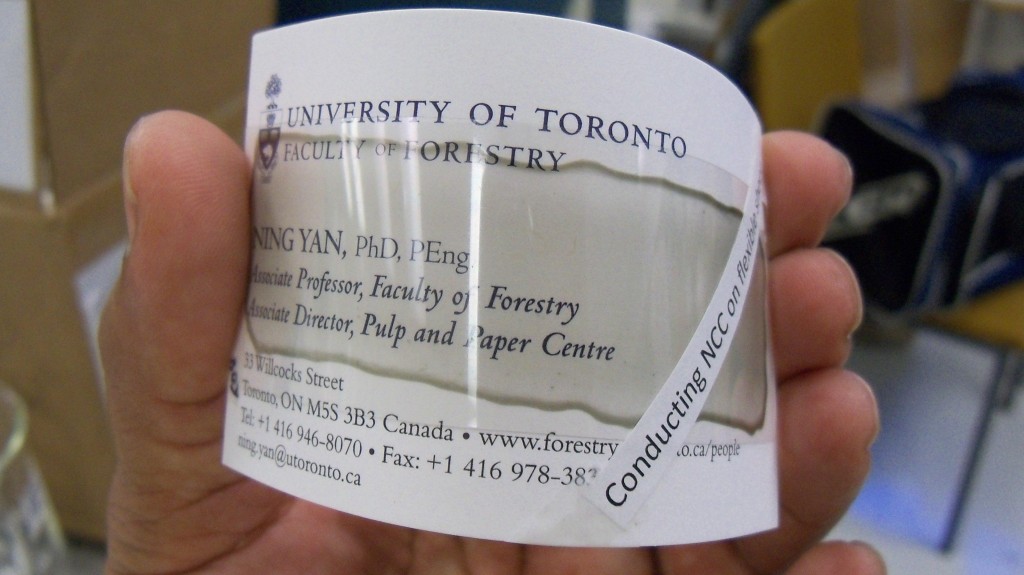 UNIVERSITY OF TORONTO
FACULTY OF FORESTRY
NING YAN, PhD, PEng.
Associate Professor, Faculty of Forestry
Associate Director, Pulp and Paper Centre
33 Willcocks Street
Toronto, ON M5S 3B3 Canada • www.forestry
.ca/people
Tel: +1 416 946-8070 • Fax: +1 416 978-383
ning.yan@utoronto.ca
Conducting NCC on flexible